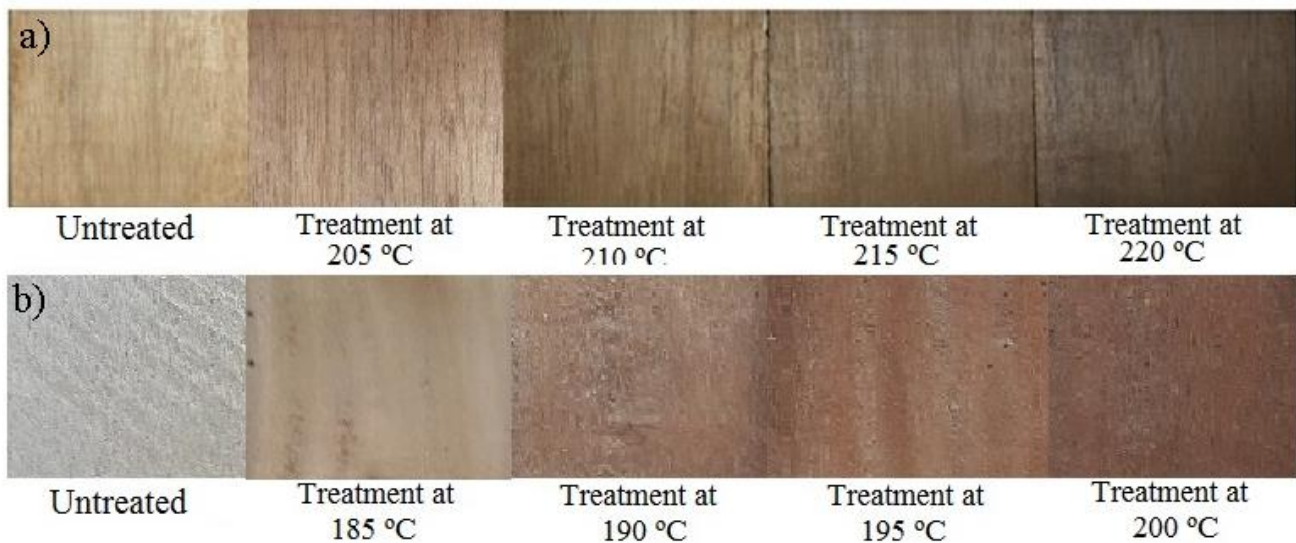 a)
Untreated
Treatment at
205 ºC
Treatment at
210 ºC
Treatment at
215 ºC
Treatment at
220 ºC
b)
Untreated
Treatment at
185 ºC
Treatment at
190 ºC
Treatment at
195 ºC
Treatment at
200 ºC